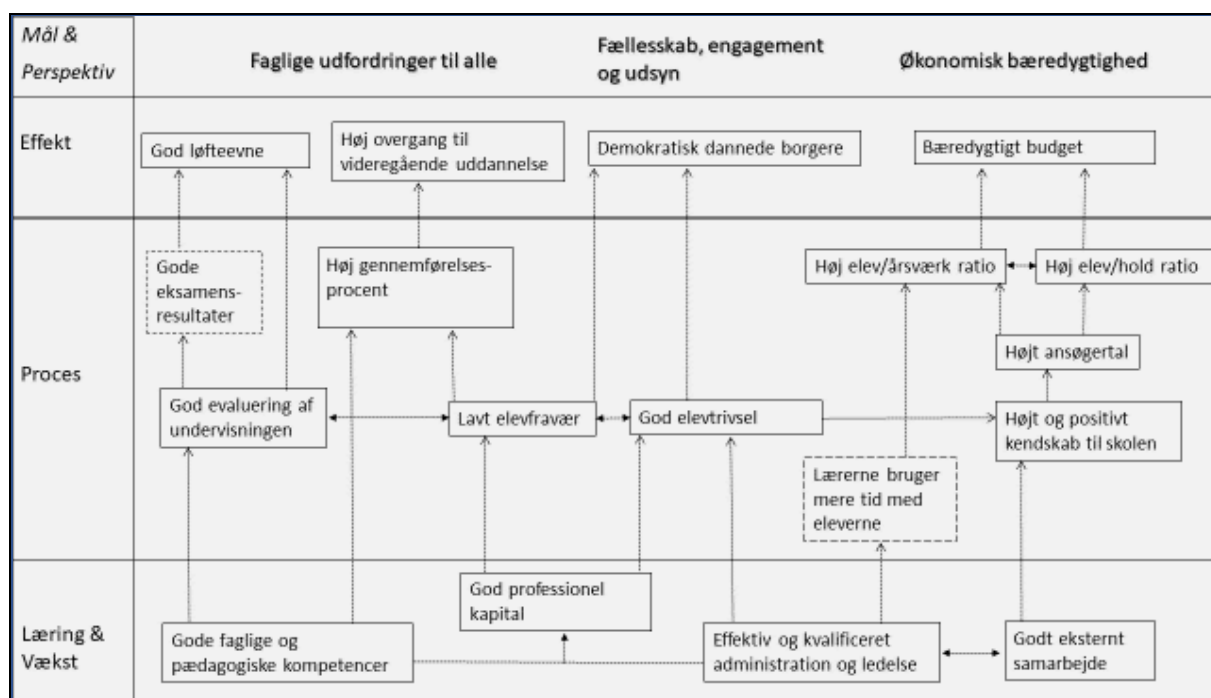 Mål &
Perspektiv
Faglige udfordringer til alle
Fællesskab, engagement
og udsyn
Økonomisk bæredygtighed
Effekt
God løfteevne
Høj overgang til
videregående uddannelse
Demokratisk dannede borgere
Bæredygtigt budget
Proces
Gode
eksamens-
resultater
Høj gennemførelses-
procent
Høj elev/årsværk ratio
Høj elev/hold ratio
Højt ansøgertal
God evaluering af
undervisningen
Lavt elevfravær
God elevtrivsel
Højt og positivt
kendskab til skolen
Lærerne bruger
mere tid med
eleverne
Læring &
Vækst
God professionel
kapital
Gode faglige og
pædagogiske kompetencer
Effektiv og kvalificeret
administration og ledelse
Godt eksternt
samarbejde